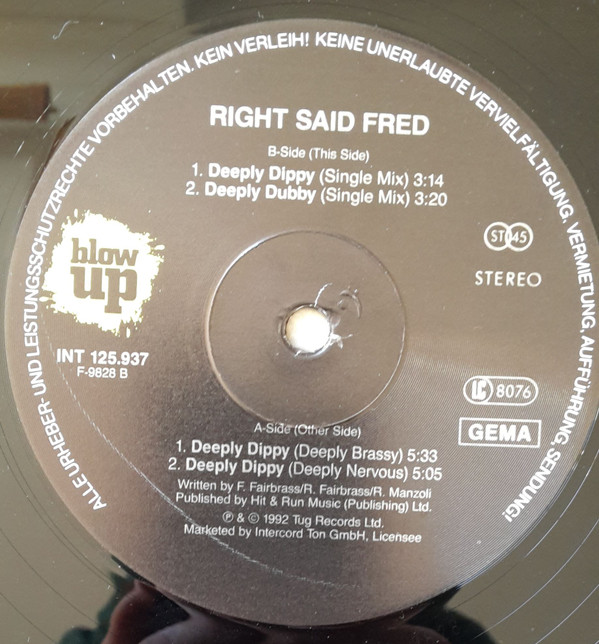 ALLE URHEBER- UND LEISTUNGSSCHUTZRECHTE VORBEHALTEN. KEIN VERLEIH! KEINE UNERLAUBTE VERVIELFÄLTIGUNG, VERMIETUNG, AUFFÜHRUNG, SENDUNG!
RIGHT SAID FRED
B-Side (This Side)
1. Deeply Dippy (Single Mix) 3:14
2. Deeply Dubby (Single Mix) 3:20
blow
up
ST 45
STEREO
INT 125.937
F-9828 B
LC 8076
GEMA
A-Side (Other Side)
1. Deeply Dippy (Deeply Brassy) 5:33
2. Deeply Dippy (Deeply Nervous) 5:05
Written by F. Fairbrass/R. Fairbrass/R. Manzoli
Published by Hit & Run Music (Publishing) Ltd.
℗ & © 1992 Tug Records Ltd.
Marketed by Intercord Ton GmbH, Licensee